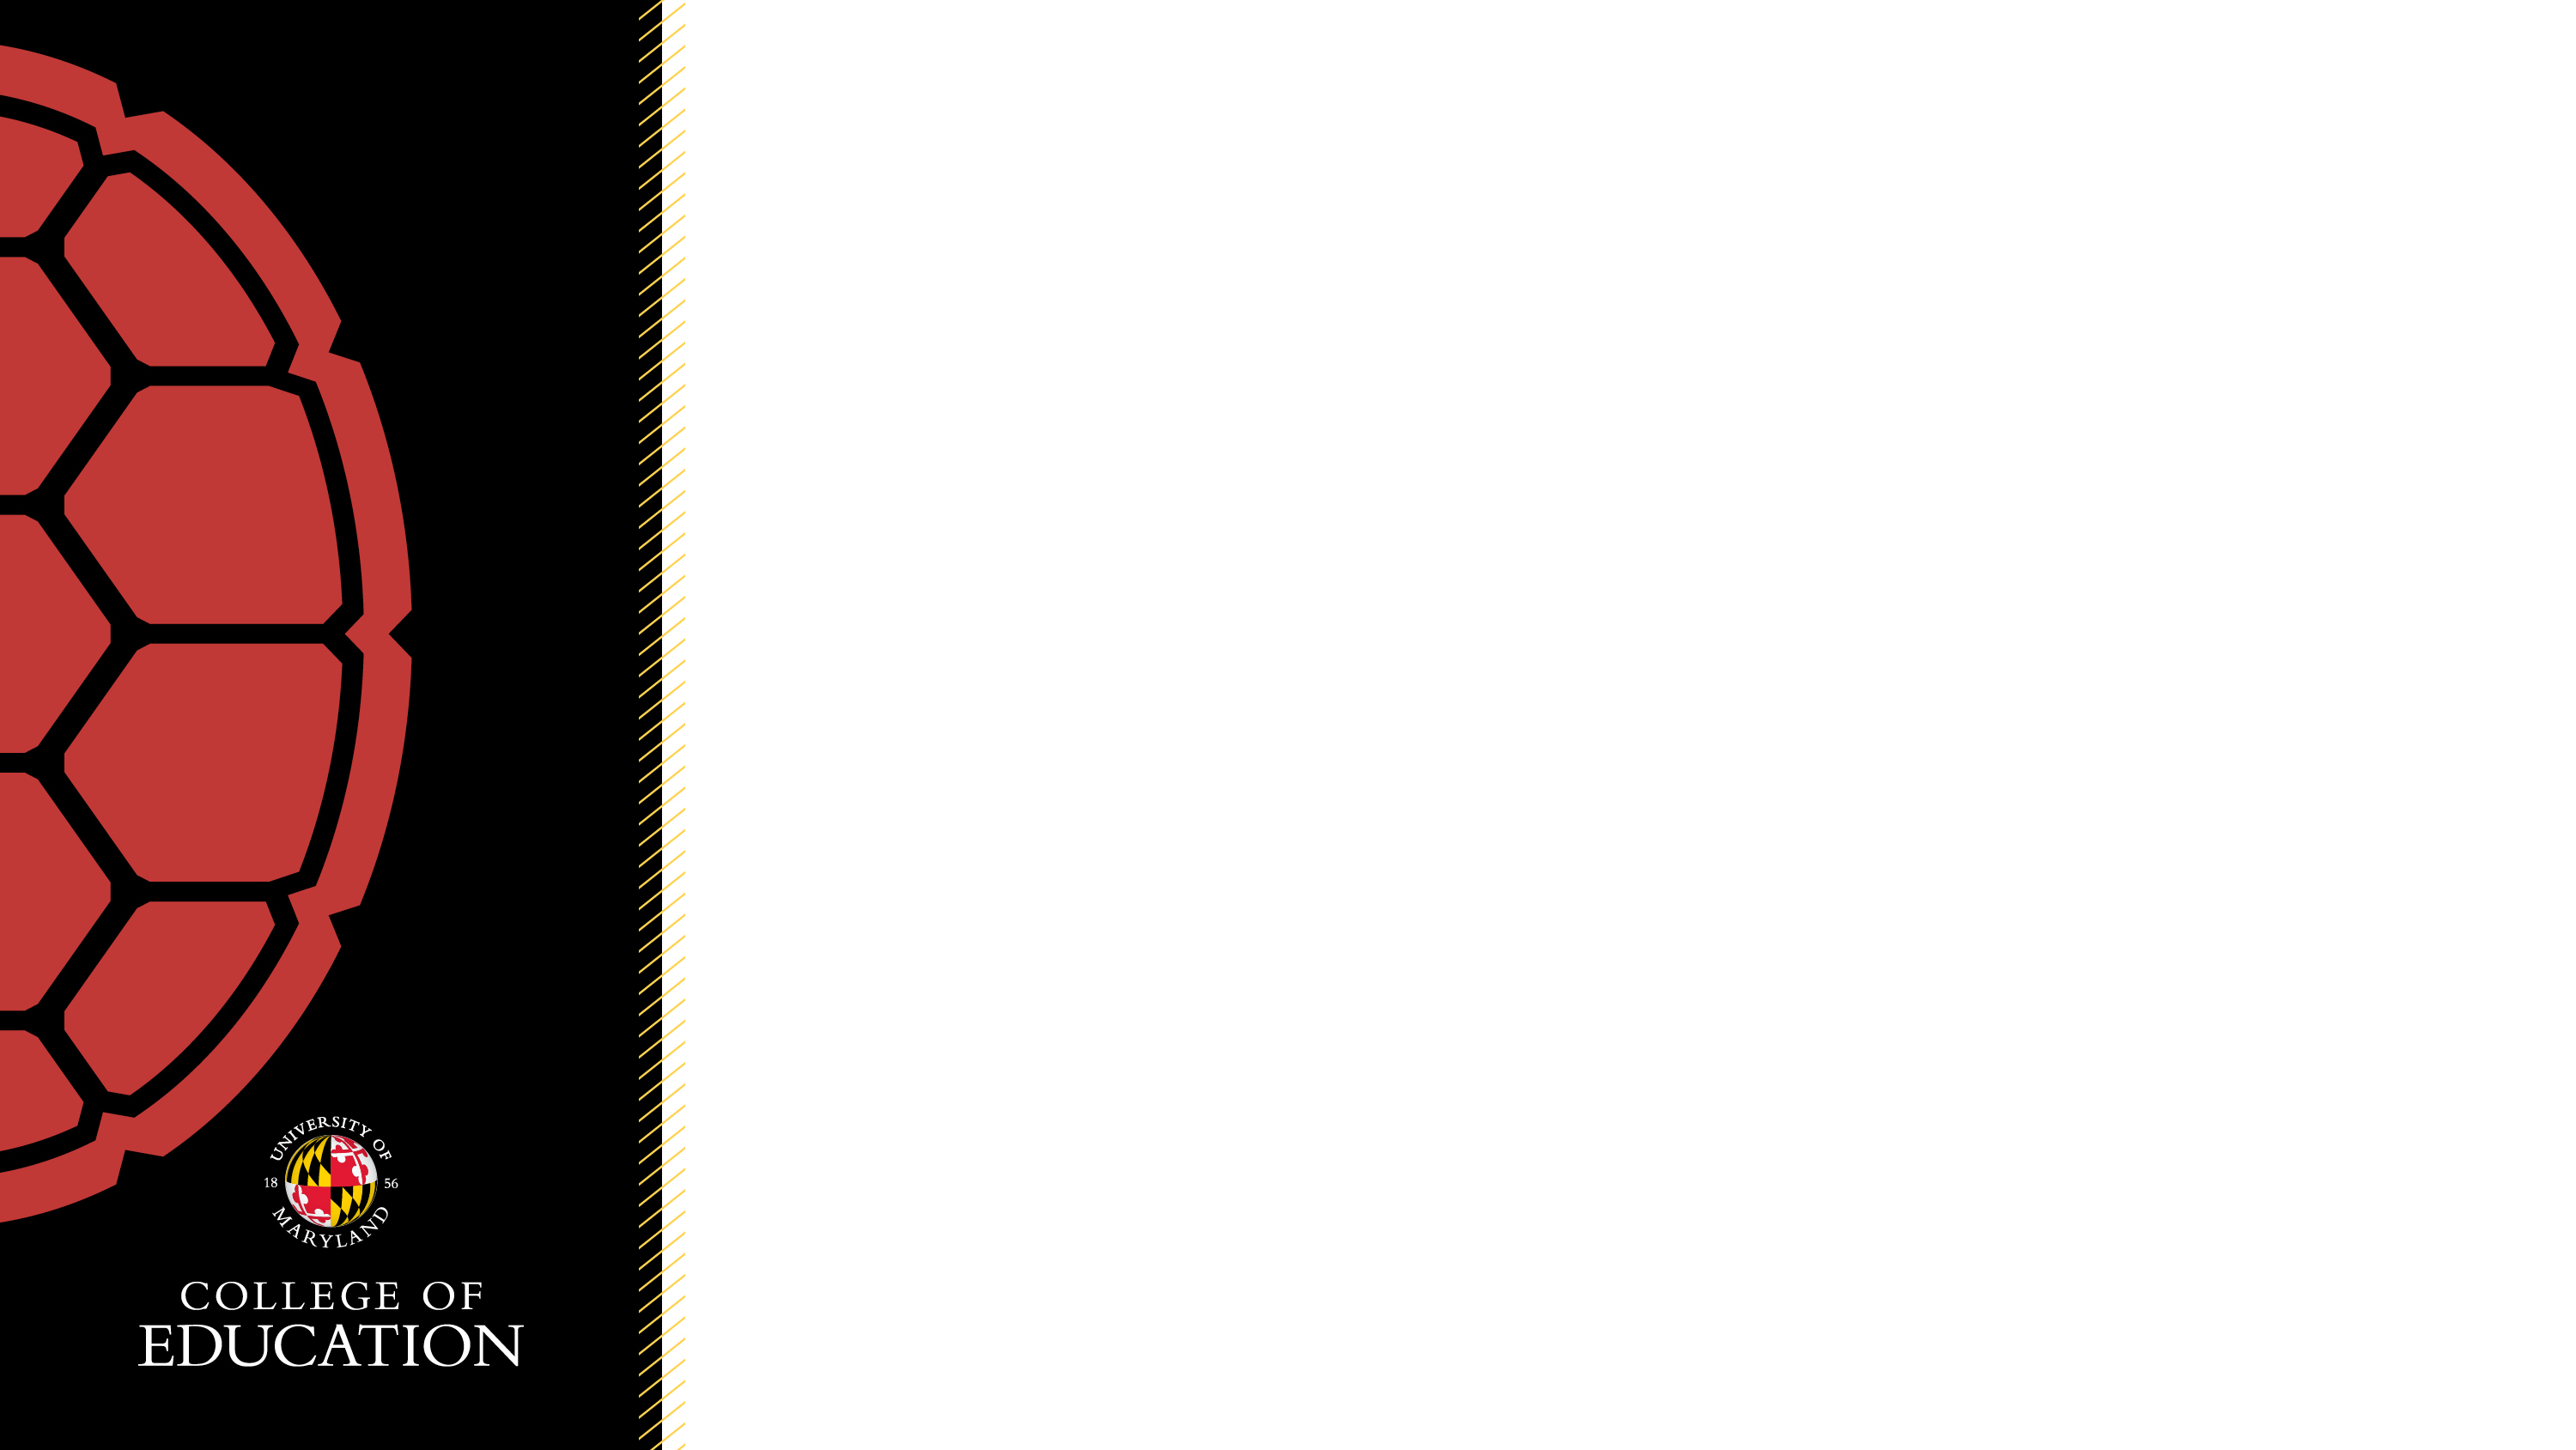 UNIVERSITY OF
18 56
MARYLAND
COLLEGE OF
EDUCATION